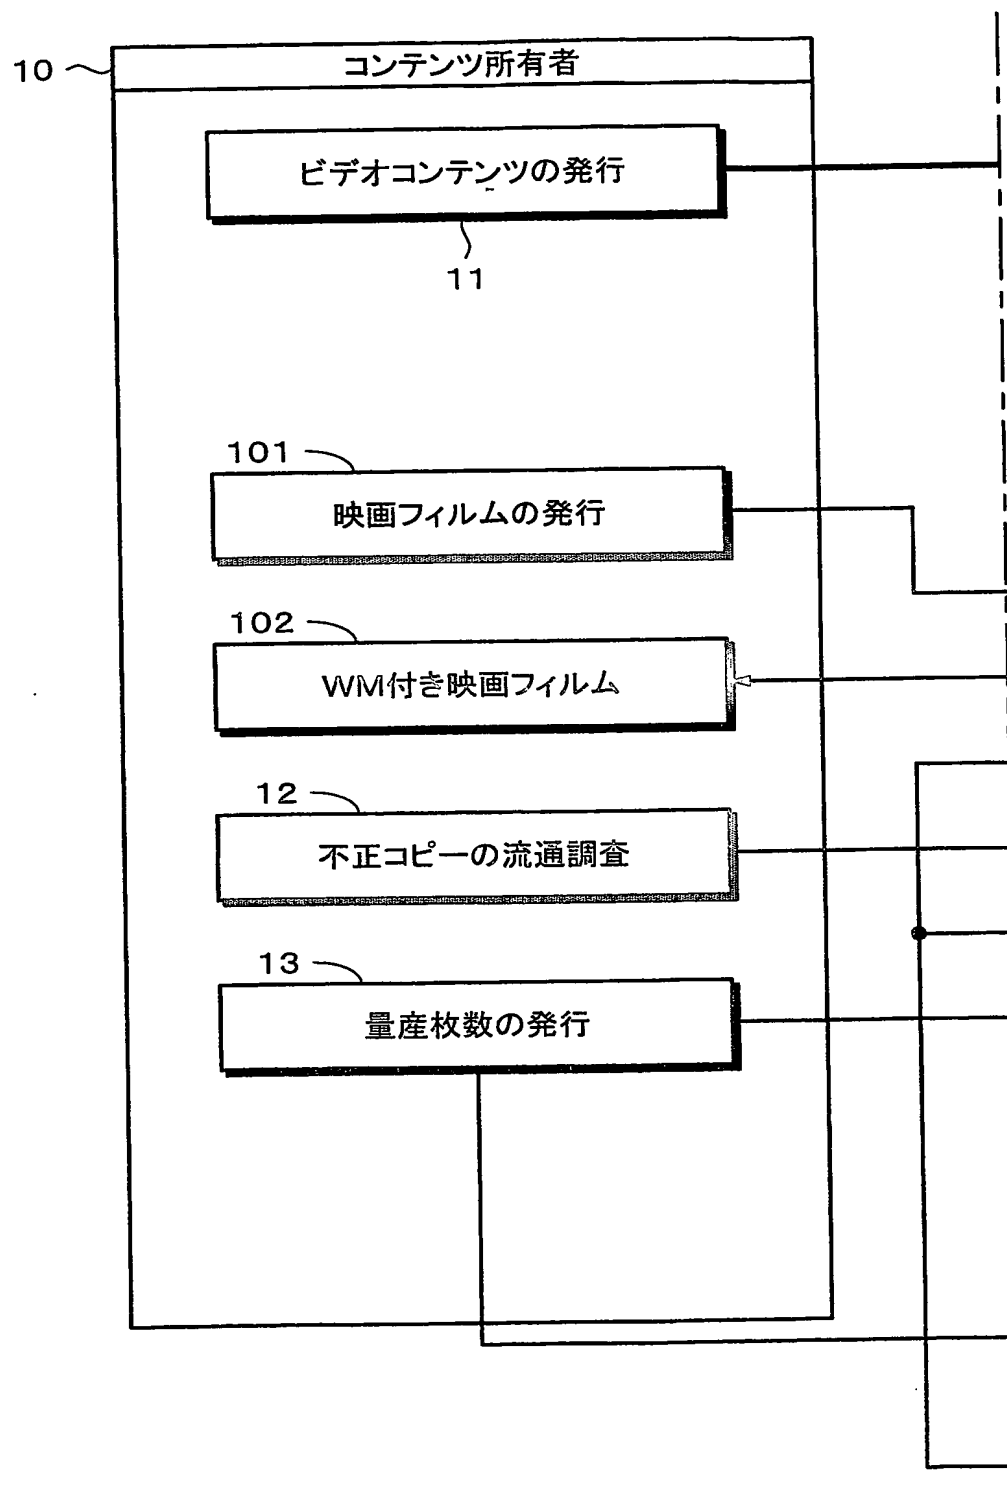 10
コンテンツ所有者
ビデオコンテンツの発行
11
101
映画フィルムの発行
102
WM付き映画フィルム
12
不正コピーの流通調査
13
量産枚数の発行